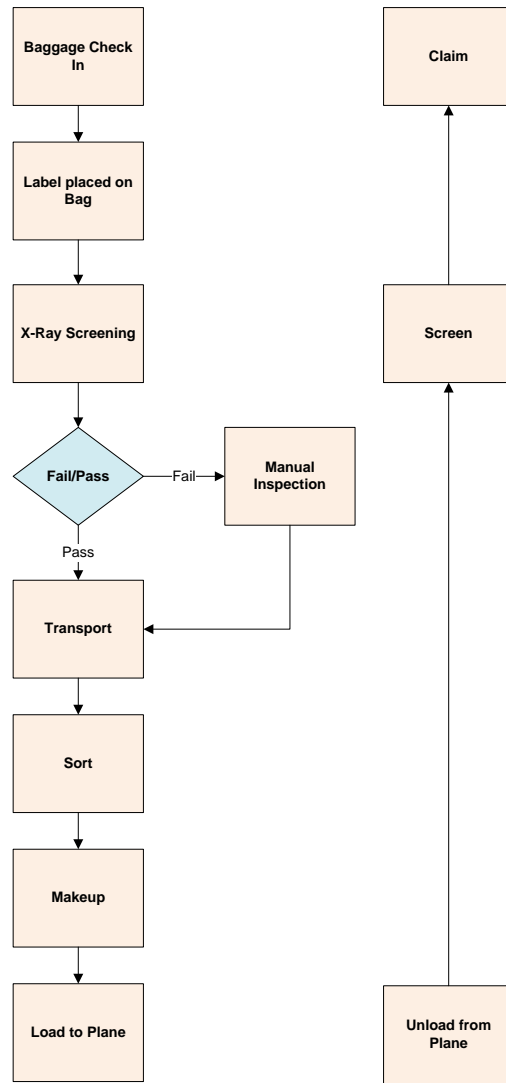 Baggage Check
In
Claim
Label placed on
Bag
X-Ray Screening
Screen
Fail/Pass
Fail
Manual
Inspection
Pass
Transport
Sort
Makeup
Load to Plane
Unload from
Plane